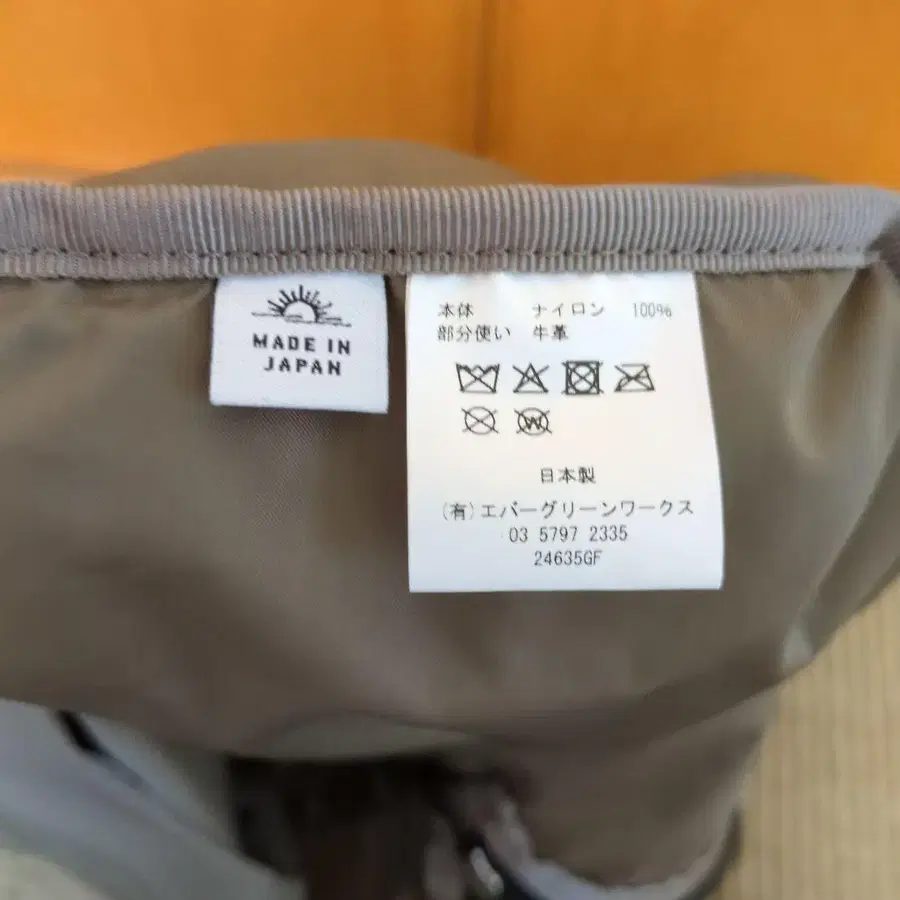 MADE IN
JAPAN
本体 ナイロン 100%
部分使い 牛革
日本製
(有)エバーグリーンワークス
03 5797 2335
24635GF